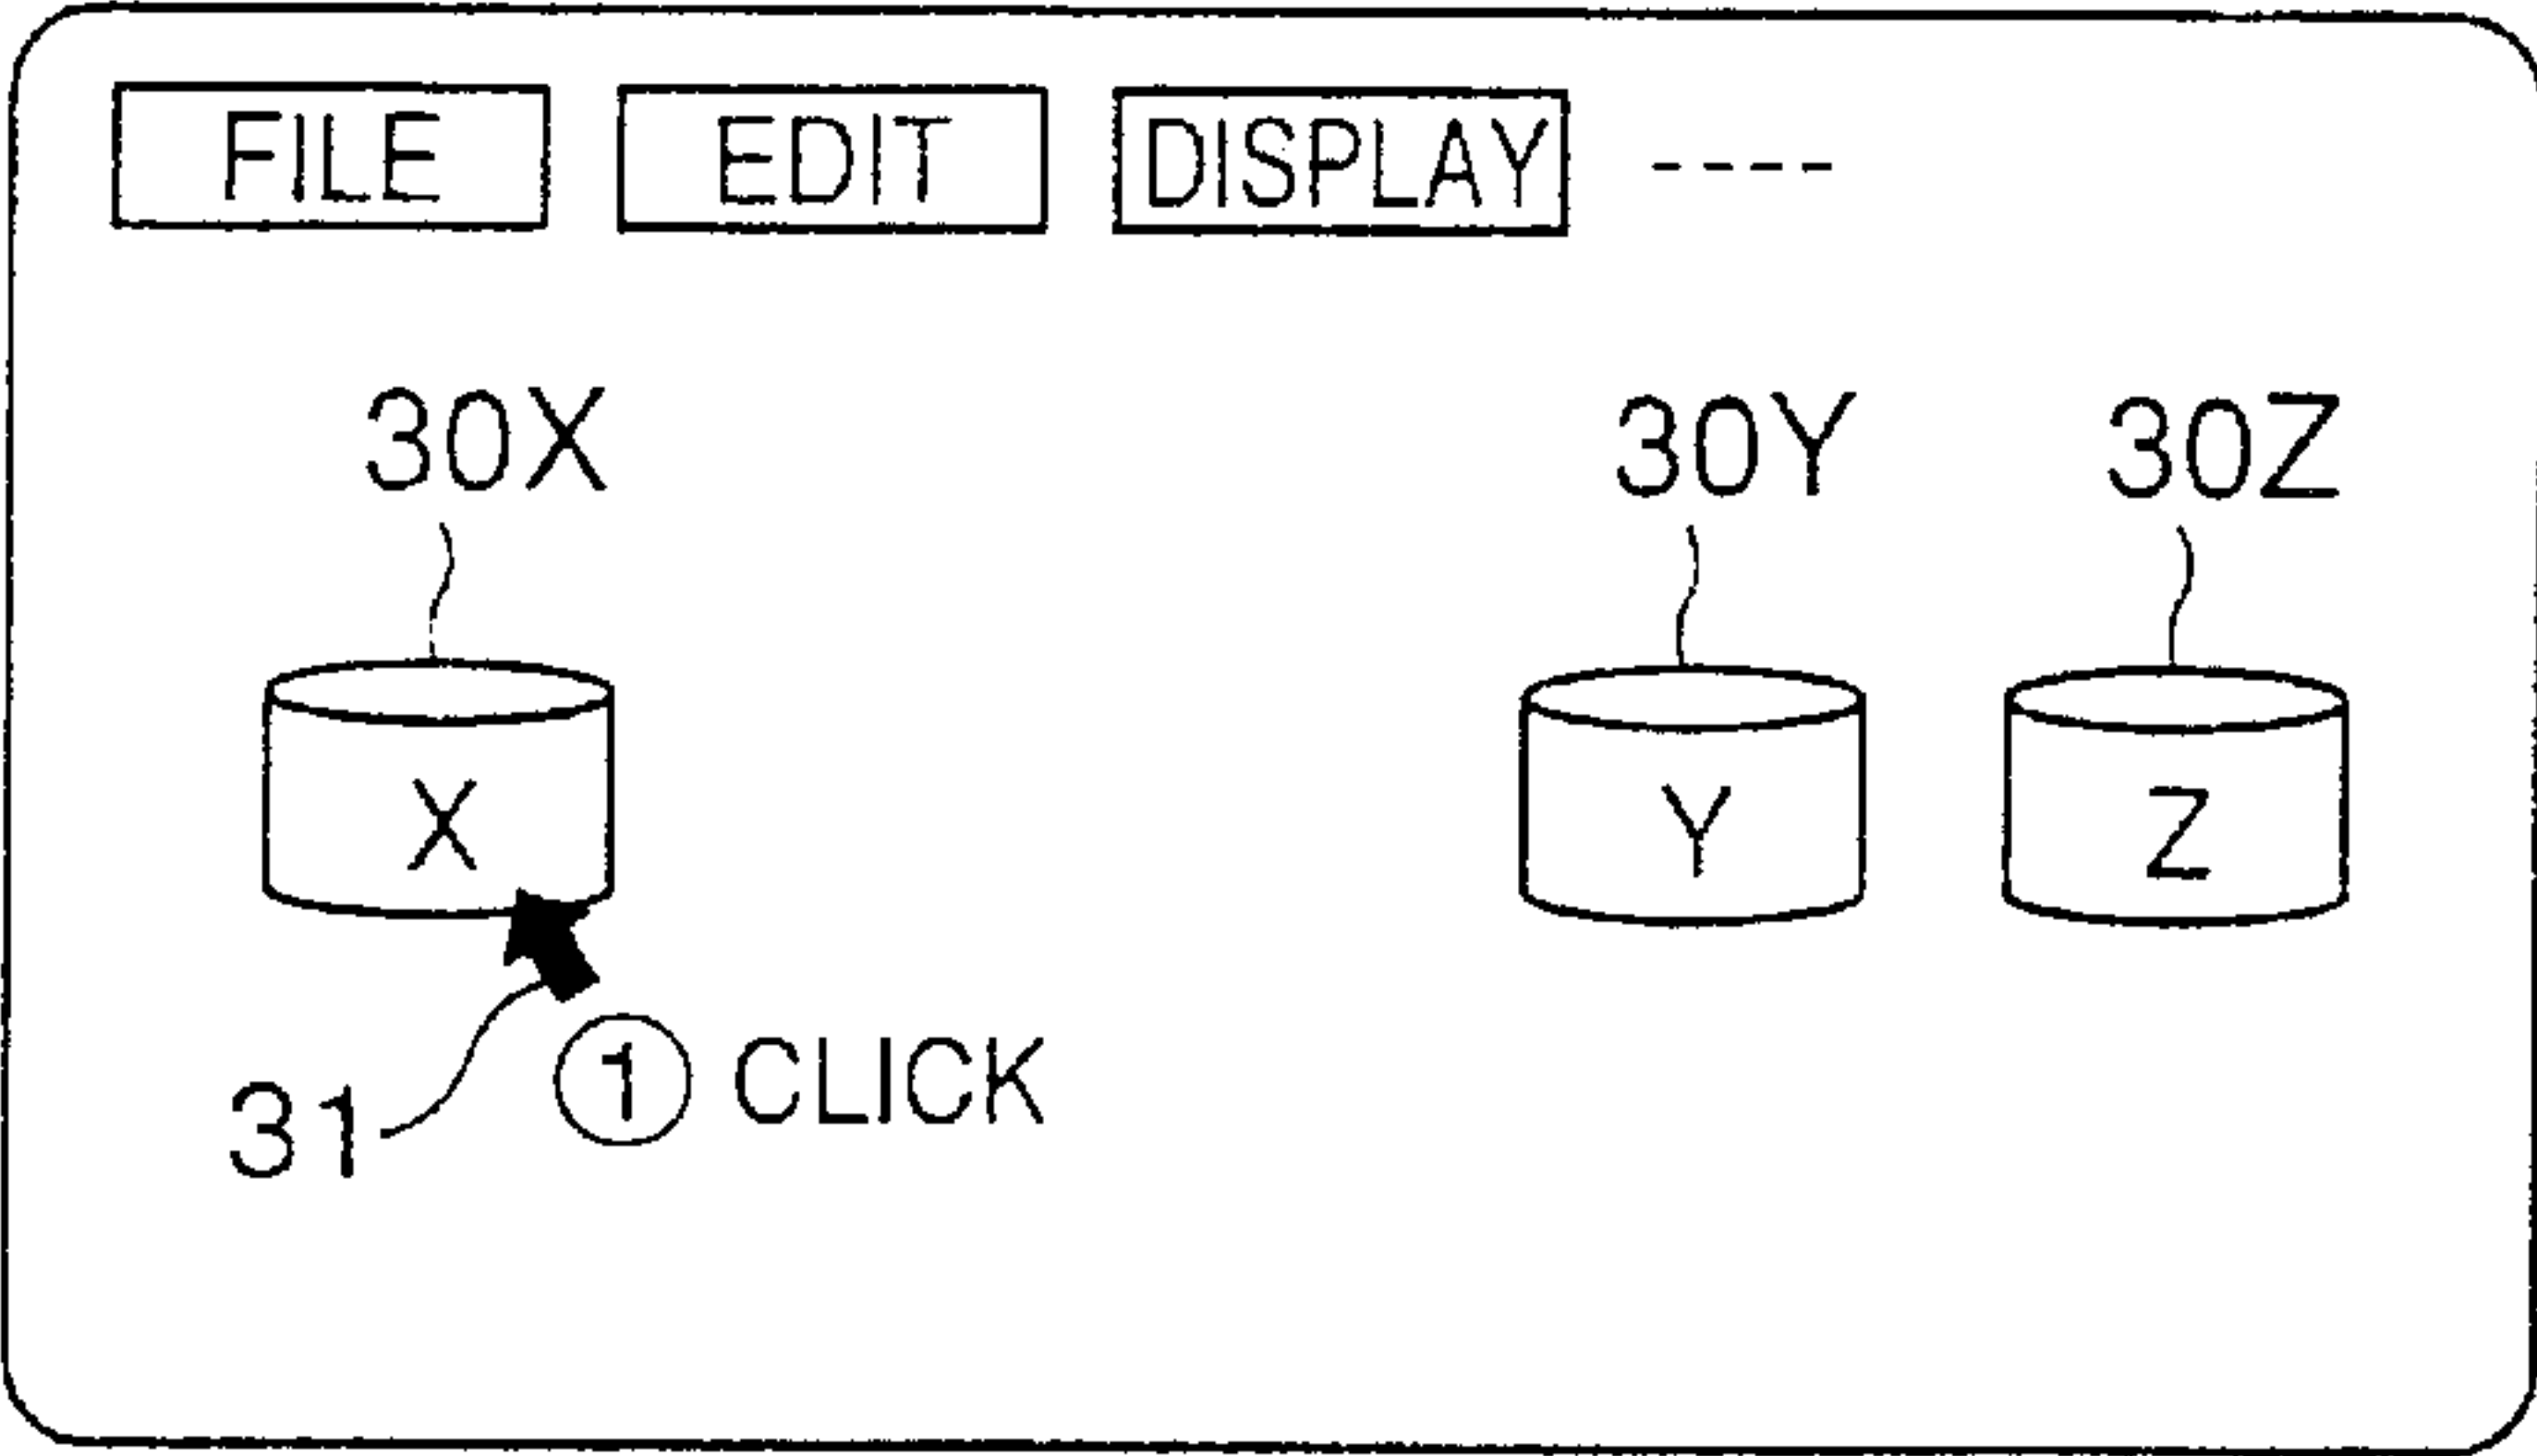 FILE EDIT DISPLAY ----
30X 30Y 30Z
X Y Z
① CLICK
31